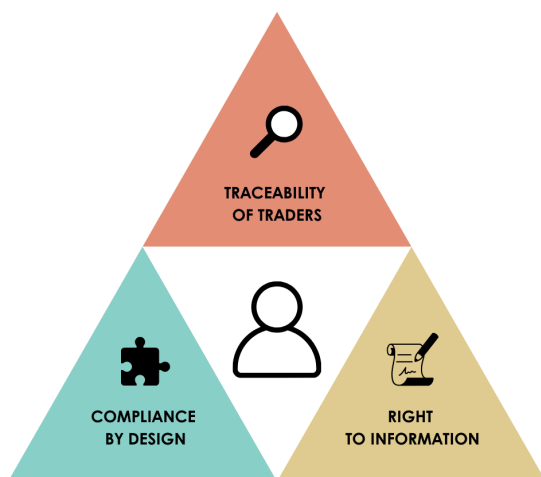 TRACEABILITY
OF TRADERS
COMPLIANCE
BY DESIGN
RIGHT
TO INFORMATION